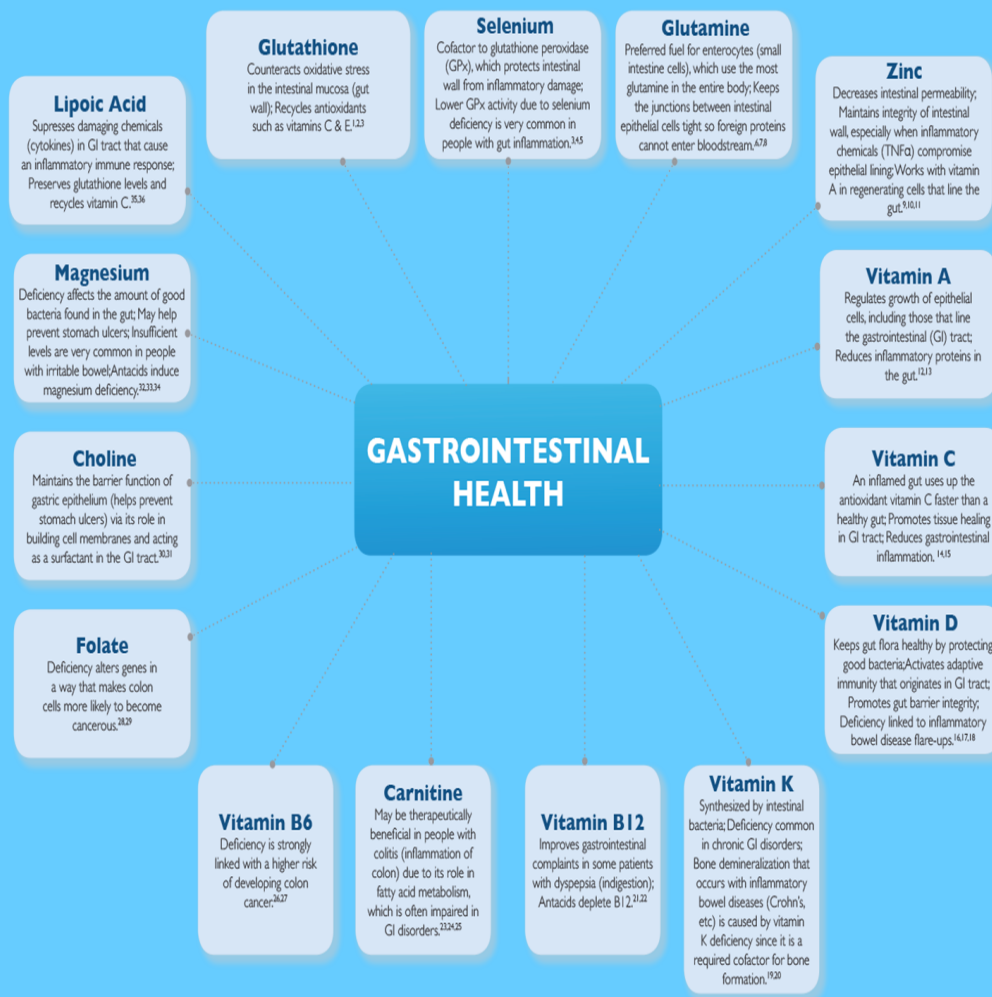 Glutathione
Counteracts oxidative stress
in the intestinal mucosa (gut
wall); Recycles antioxidants
such as vitamins C & E.1,2,3
Selenium
Cofactor to glutathione peroxidase
(GPx), which protects intestinal
wall from inflammatory damage;
Lower GPx activity due to selenium
deficiency is very common in
people with gut inflammation.3,4,5
Glutamine
Preferred fuel for enterocytes (small
intestine cells), which use the most
glutamine in the entire body; Keeps
the junctions between intestinal
epithelial cells tight so foreign proteins
cannot enter bloodstream.6,7,8
Zinc
Decreases intestinal permeability;
Maintains integrity of intestinal
wall, especially when inflammatory
chemicals (TNFα) compromise
epithelial lining; Works with vitamin
A in regenerating cells that line the
gut.9,10,11
Lipoic Acid
Supresses damaging chemicals
(cytokines) in GI tract that cause
an inflammatory immune response;
Preserves glutathione levels and
recycles vitamin C.35,36
Vitamin A
Regulates growth of epithelial
cells, including those that line
the gastrointestinal (GI) tract;
Reduces inflammatory proteins in
the gut.12,13
Magnesium
Deficiency affects the amount of good
bacteria found in the gut; May help
prevent stomach ulcers; Insufficient
levels are very common in people
with irritable bowel; Antacids induce
magnesium deficiency.32,33,34
GASTROINTESTINAL
HEALTH
Vitamin C
An inflamed gut uses up the
antioxidant vitamin C faster than a
healthy gut; Promotes tissue healing
in GI tract; Reduces gastrointestinal
inflammation. 14,15
Choline
Maintains the barrier function of
gastric epithelium (helps prevent
stomach ulcers) via its role in
building cell membranes and acting
as a surfactant in the GI tract.30,31
Vitamin D
Keeps gut flora healthy by protecting
good bacteria; Activates adaptive
immunity that originates in GI tract;
Promotes gut barrier integrity;
Deficiency linked to inflammatory
bowel disease flare-ups.16,17,18
Folate
Deficiency alters genes in
a way that makes colon
cells more likely to become
cancerous.28,29
Vitamin B6
Deficiency is strongly
linked with a higher risk
of developing colon
cancer.26,27
Carnitine
May be therapeutically
beneficial in people with
colitis (inflammation of
colon) due to its role in
fatty acid metabolism,
which is often impaired in
GI disorders.23,24,25
Vitamin B12
Improves gastrointestinal
complaints in some patients
with dyspepsia (indigestion);
Antacids deplete B12.21,22
Vitamin K
Synthesized by intestinal
bacteria; Deficiency common
in chronic GI disorders;
Bone demineralization that
occurs with inflammatory
bowel diseases (Crohn's,
etc) is caused by vitamin
K deficiency since it is a
required cofactor for bone
formation.19,20